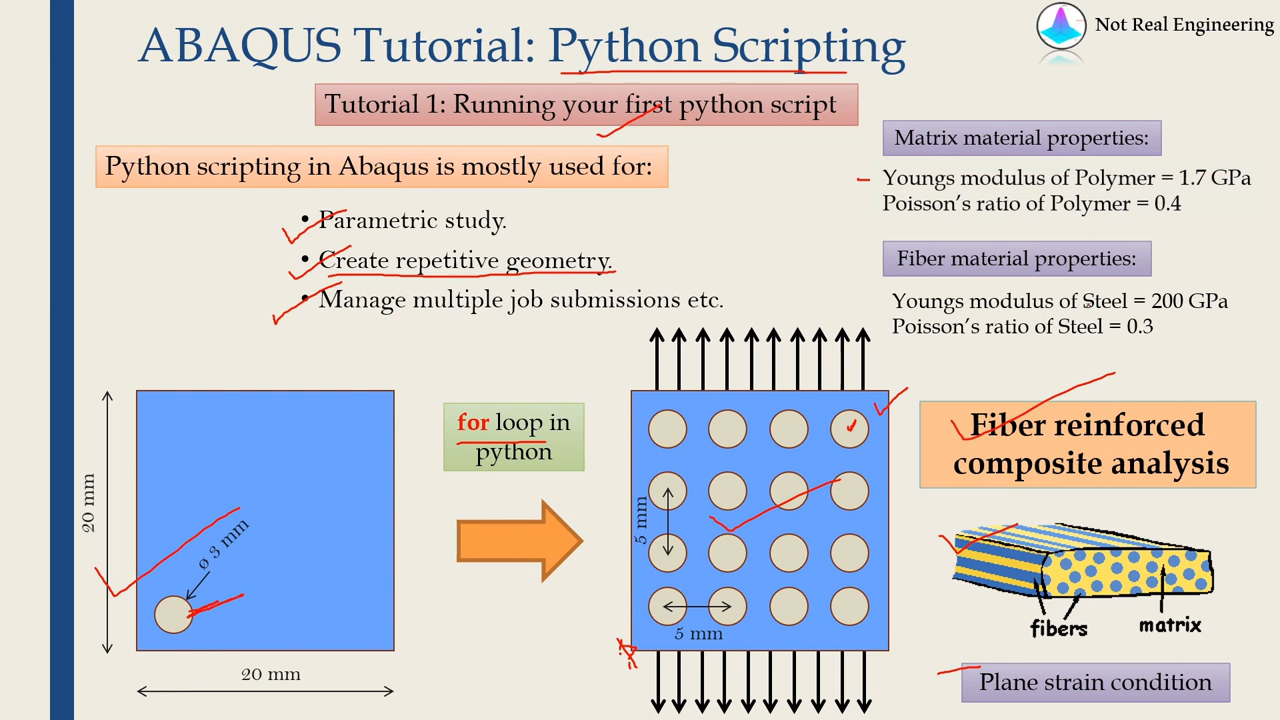 ABAQUS Tutorial: Python Scripting
Not Real Engineering
Tutorial 1: Running your first python script
Python scripting in Abaqus is mostly used for:
• Parametric study.
• Create repetitive geometry.
• Manage multiple job submissions etc.
Matrix material properties:
Youngs modulus of Polymer = 1.7 GPa
Poisson's ratio of Polymer = 0.4
Fiber material properties:
Youngs modulus of Steel = 200 GPa
Poisson's ratio of Steel = 0.3
20 mm
ø 3 mm
20 mm
for loop in
python
5 mm
5 mm
Fiber reinforced
composite analysis
fibers
matrix
Plane strain condition